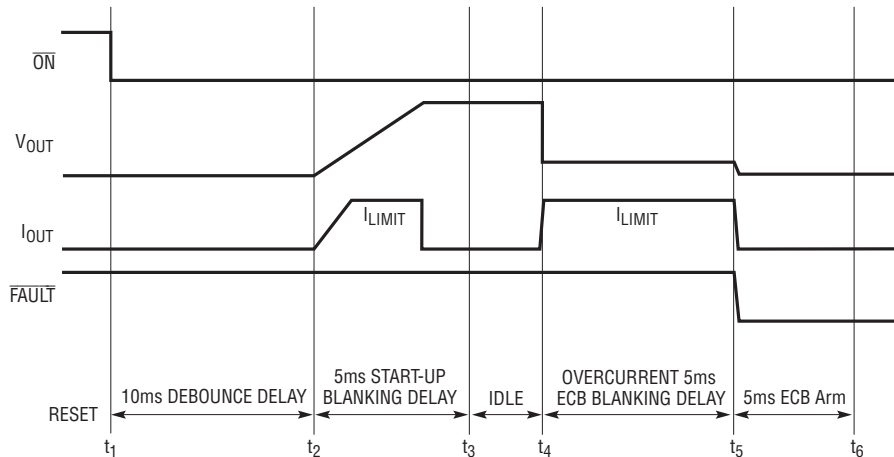 ON
VOUT
IOUT
ILIMIT
ILIMIT
FAULT
10ms DEBOUNCE DELAY
5ms START-UP
BLANKING DELAY
IDLE
OVERCURRENT 5ms
ECB BLANKING DELAY
5ms ECB Arm
RESET
t1
t2
t3
t4
t5
t6